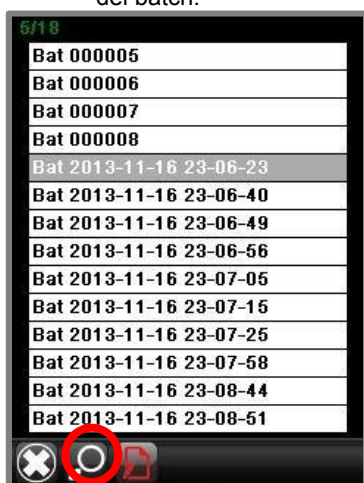 del batch.
5/18
Bat 000005
Bat 000006
Bat 000007
Bat 000008
Bat 2013-11-16 23-06-23
Bat 2013-11-16 23-06-40
Bat 2013-11-16 23-06-49
Bat 2013-11-16 23-06-56
Bat 2013-11-16 23-07-05
Bat 2013-11-16 23-07-15
Bat 2013-11-16 23-07-25
Bat 2013-11-16 23-07-58
Bat 2013-11-16 23-08-44
Bat 2013-11-16 23-08-51